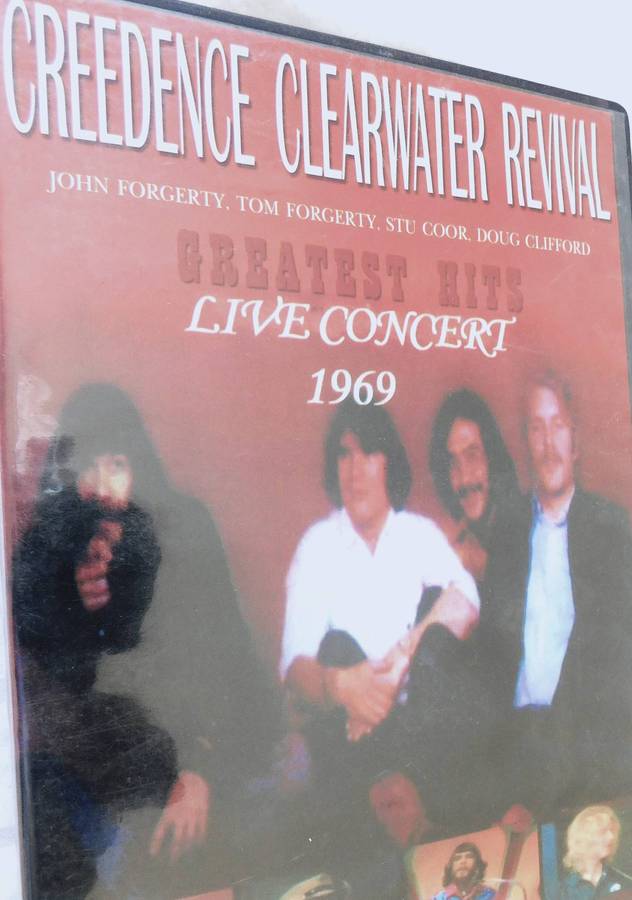 CREEDENCE CLEARWATER REVIVAL
JOHN FORGERTY, TOM FORGERTY, STU COOR, DOUG CLIFFORD
GREATEST HITS
LIVE CONCERT
1969